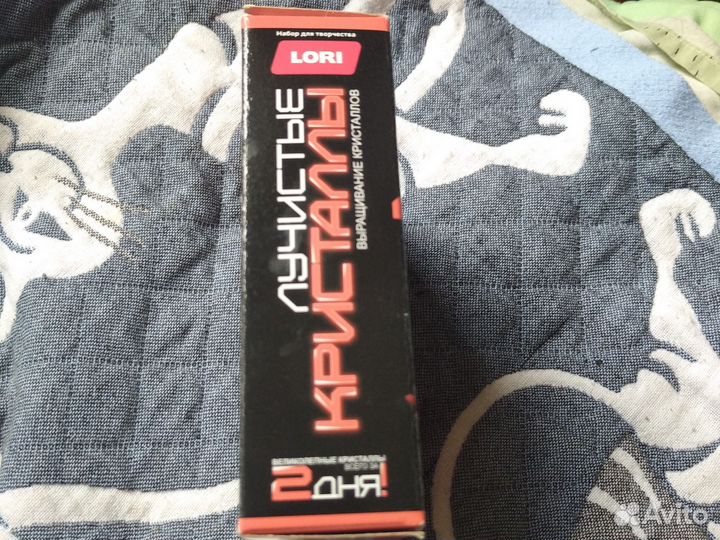 Набор для творчества
LORI
ЛУЧИСТЫЕ
КРИСТАЛЛЫ
ВЫРАЩИВАНИЕ КРИСТАЛЛОВ
ВЕЛИКОЛЕПНЫЕ КРИСТАЛЛЫ
ВСЕГО ЗА
2 ДНЯ!
Avito